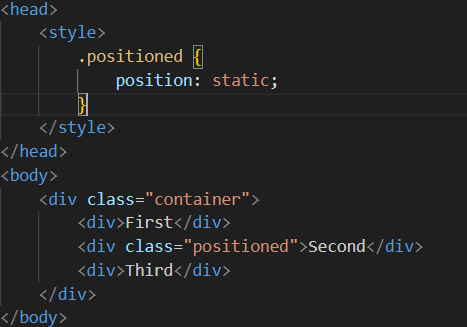 <head>
<style>
.positioned {
position: static;
}
</style>
</head>
<body>
<div class="container">
<div>First</div>
<div class="positioned">Second</div>
<div>Third</div>
</div>
</body>